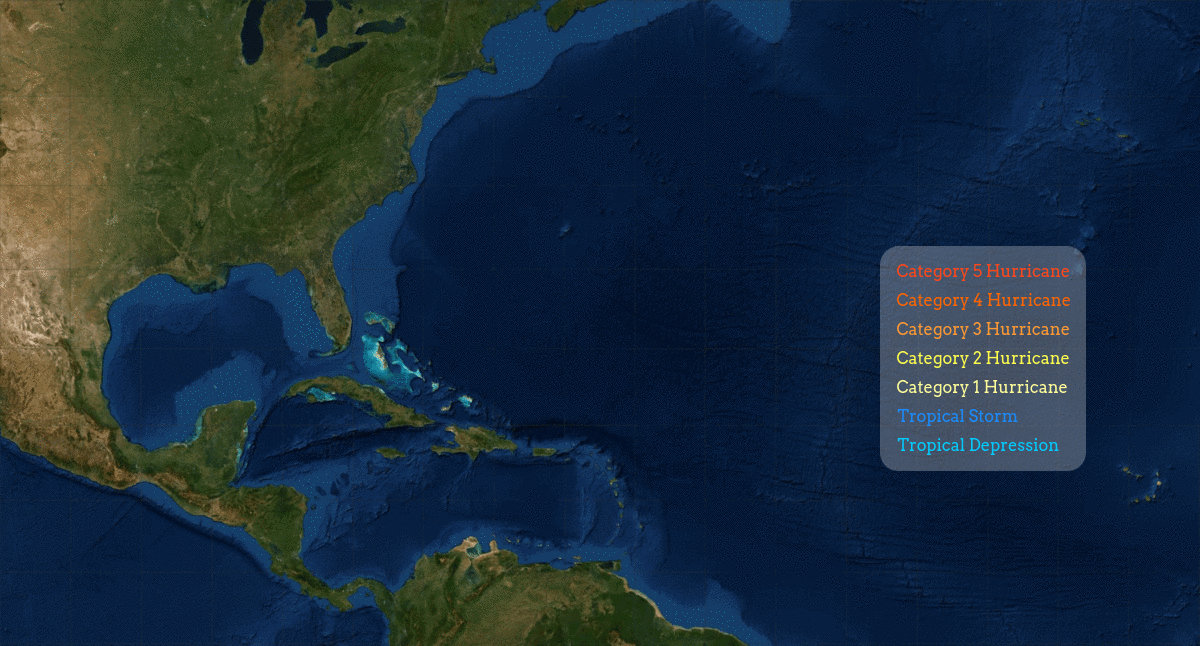 Category 5 Hurricane
Category 4 Hurricane
Category 3 Hurricane
Category 2 Hurricane
Category 1 Hurricane
Tropical Storm
Tropical Depression